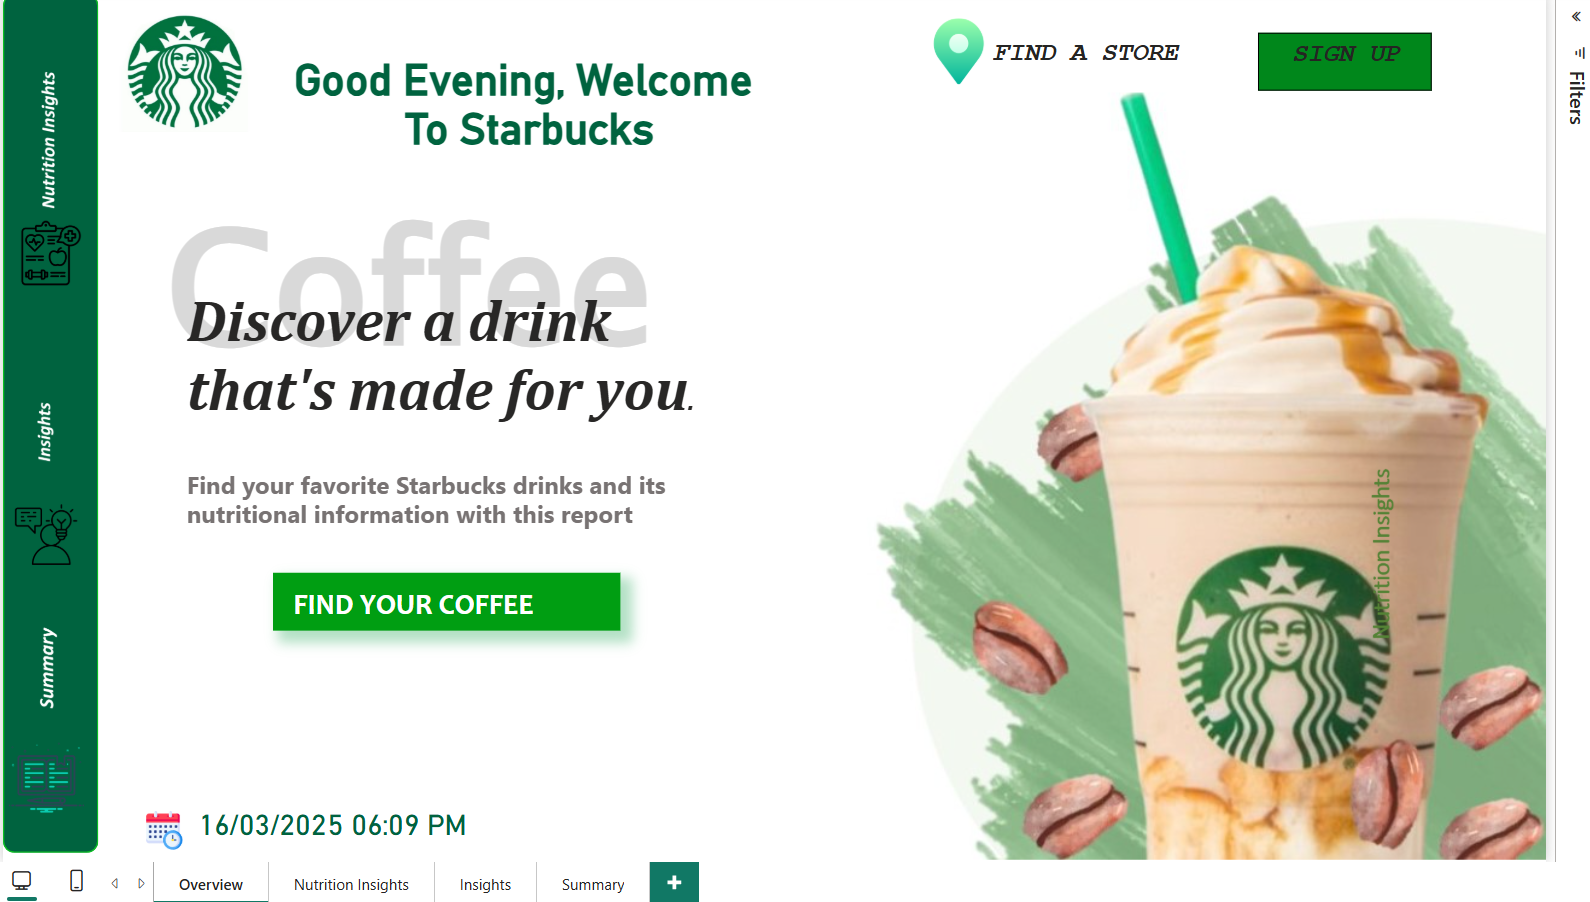 Nutrition Insights
Insights
Summary
Good Evening, Welcome
To Starbucks
FIND A STORE
SIGN UP
Filters
Coffee
Discover a drink
that's made for you.
Find your favorite Starbucks drinks and its
nutritional information with this report
FIND YOUR COFFEE
Nutrition Insights
16/03/2025 06:09 PM
Overview
Nutrition Insights
Insights
Summary